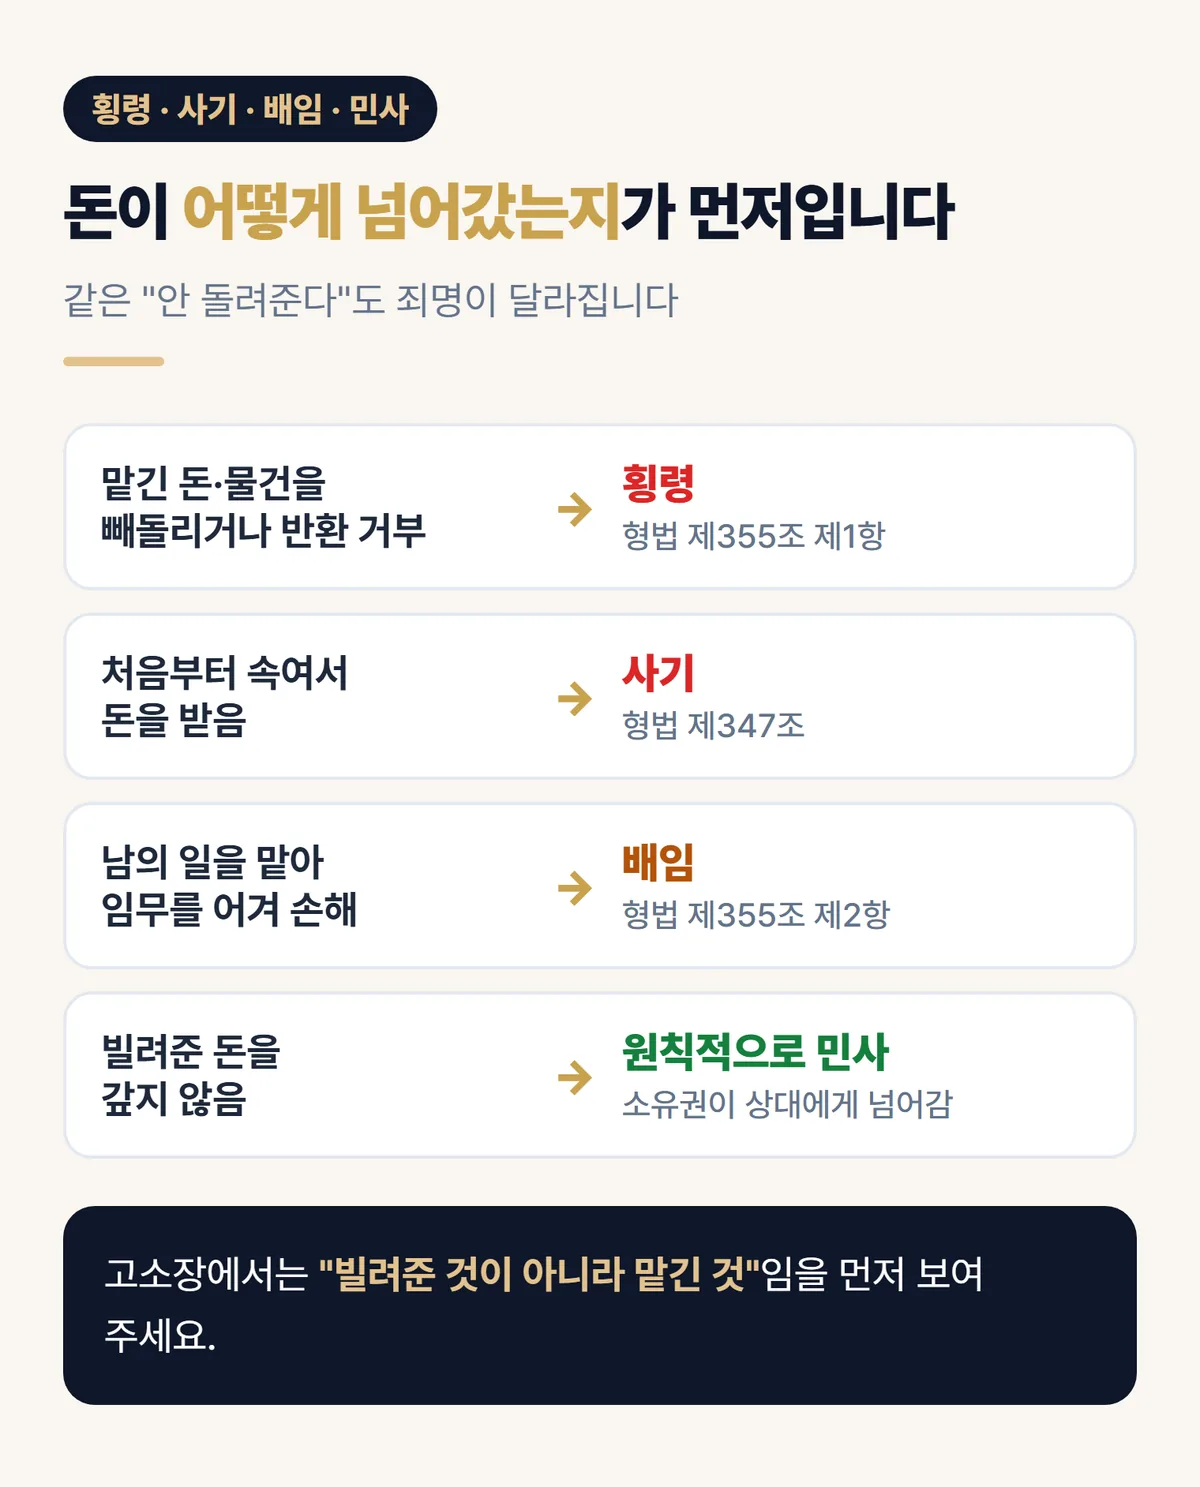 횡령 · 사기 · 배임 · 민사
돈이 어떻게 넘어갔는지가 먼저입니다
같은 "안 돌려준다"도 죄명이 달라집니다
맡긴 돈·물건을
빼돌리거나 반환 거부
→
횡령
형법 제355조 제1항
처음부터 속여서
돈을 받음
→
사기
형법 제347조
남의 일을 맡아
임무를 어겨 손해
→
배임
형법 제355조 제2항
빌려준 돈을
갚지 않음
→
원칙적으로 민사
소유권이 상대에게 넘어감
고소장에서는 "빌려준 것이 아니라 맡긴 것"임을 먼저 보여
주세요.